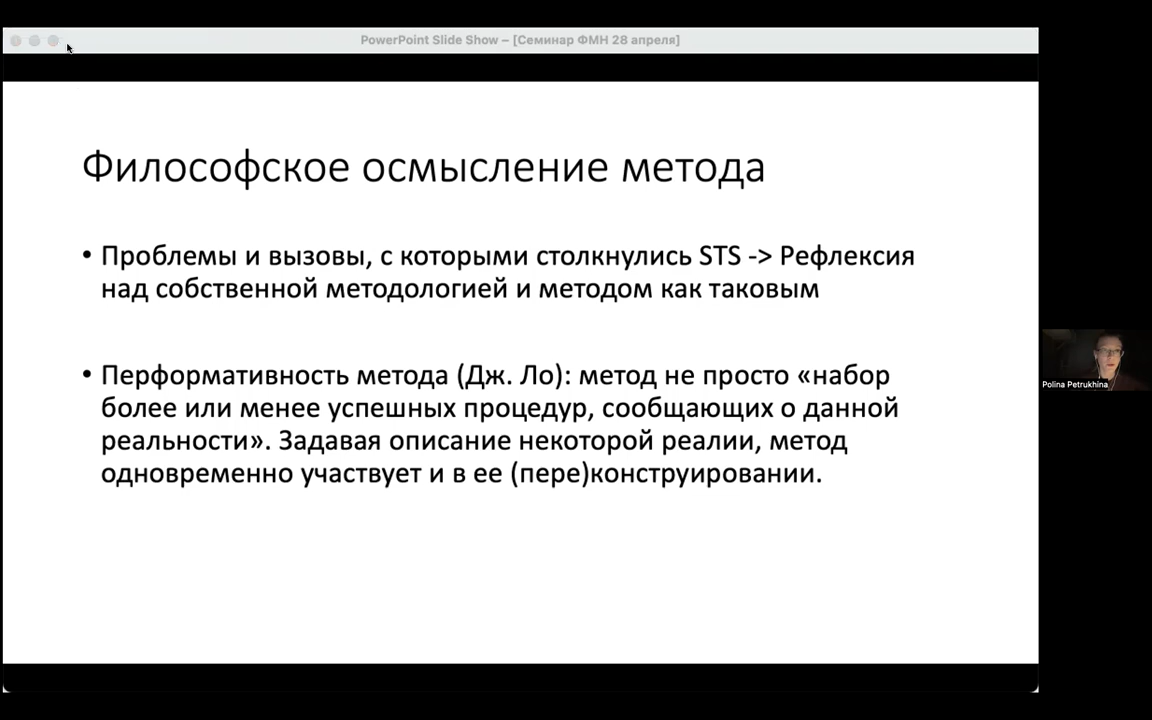 PowerPoint Slide Show – [Семинар ФМН 28 апреля]
Философское осмысление метода
• Проблемы и вызовы, с которыми столкнулись STS -> Рефлексия
над собственной методологией и методом как таковым
• Перформативность метода (Дж. Ло): метод не просто «набор
более или менее успешных процедур, сообщающих о данной
реальности». Задавая описание некоторой реалии, метод
одновременно участвует и в ее (пере)конструировании.
Polina Petrukhina